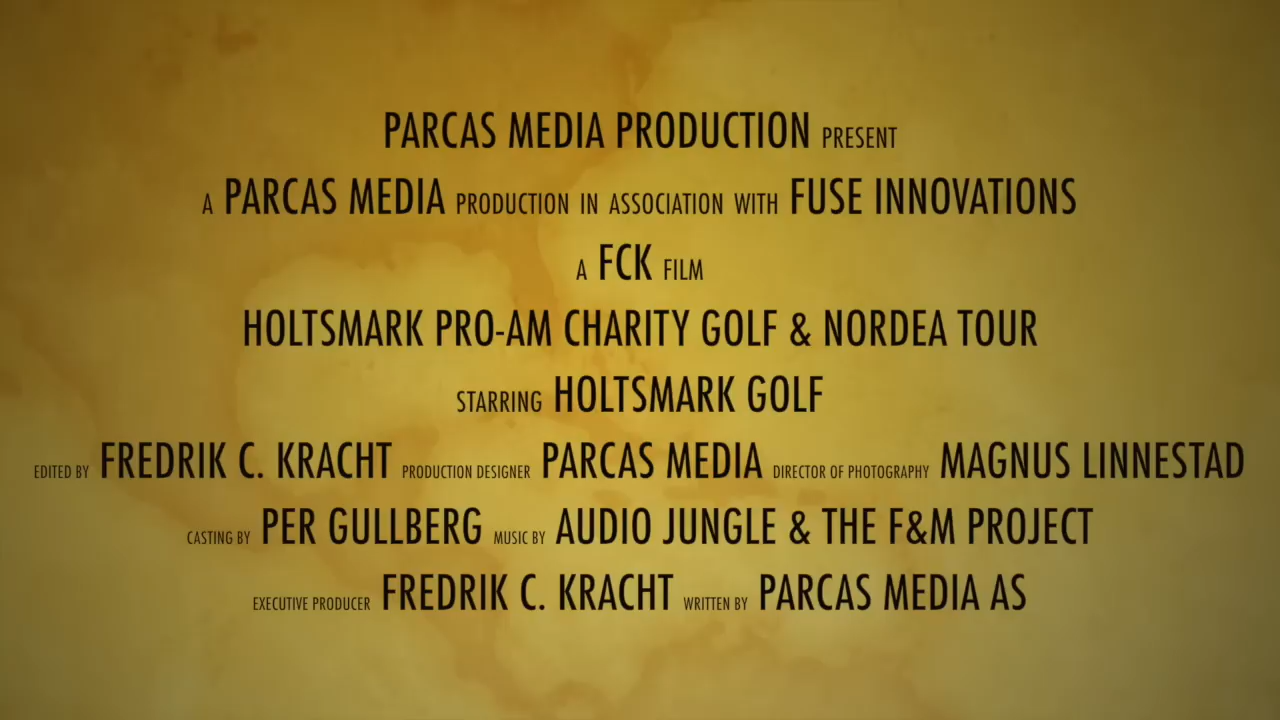 PARCAS MEDIA PRODUCTION PRESENT
A PARCAS MEDIA PRODUCTION IN ASSOCIATION WITH FUSE INNOVATIONS
A FCK FILM
HOLTSMARK PRO-AM CHARITY GOLF & NORDEA TOUR
STARRING HOLTSMARK GOLF
EDITED BY FREDRIK C. KRACHT PRODUCTION DESIGNER PARCAS MEDIA DIRECTOR OF PHOTOGRAPHY MAGNUS LINNESTAD
CASTING BY PER GULLBERG MUSIC BY AUDIO JUNGLE & THE F&M PROJECT
EXECUTIVE PRODUCER FREDRIK C. KRACHT WRITTEN BY PARCAS MEDIA AS